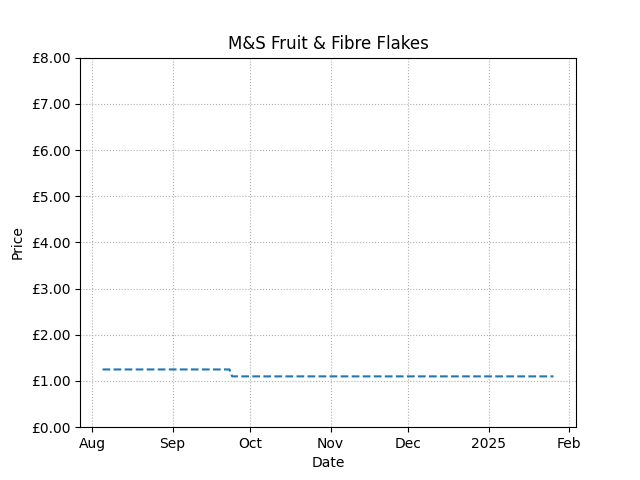 M&S Fruit & Fibre Flakes
£8.00
£7.00
£6.00
£5.00
£4.00
£3.00
£2.00
£1.00
£0.00
Price
Aug Sep Oct Nov Dec 2025 Feb
Date